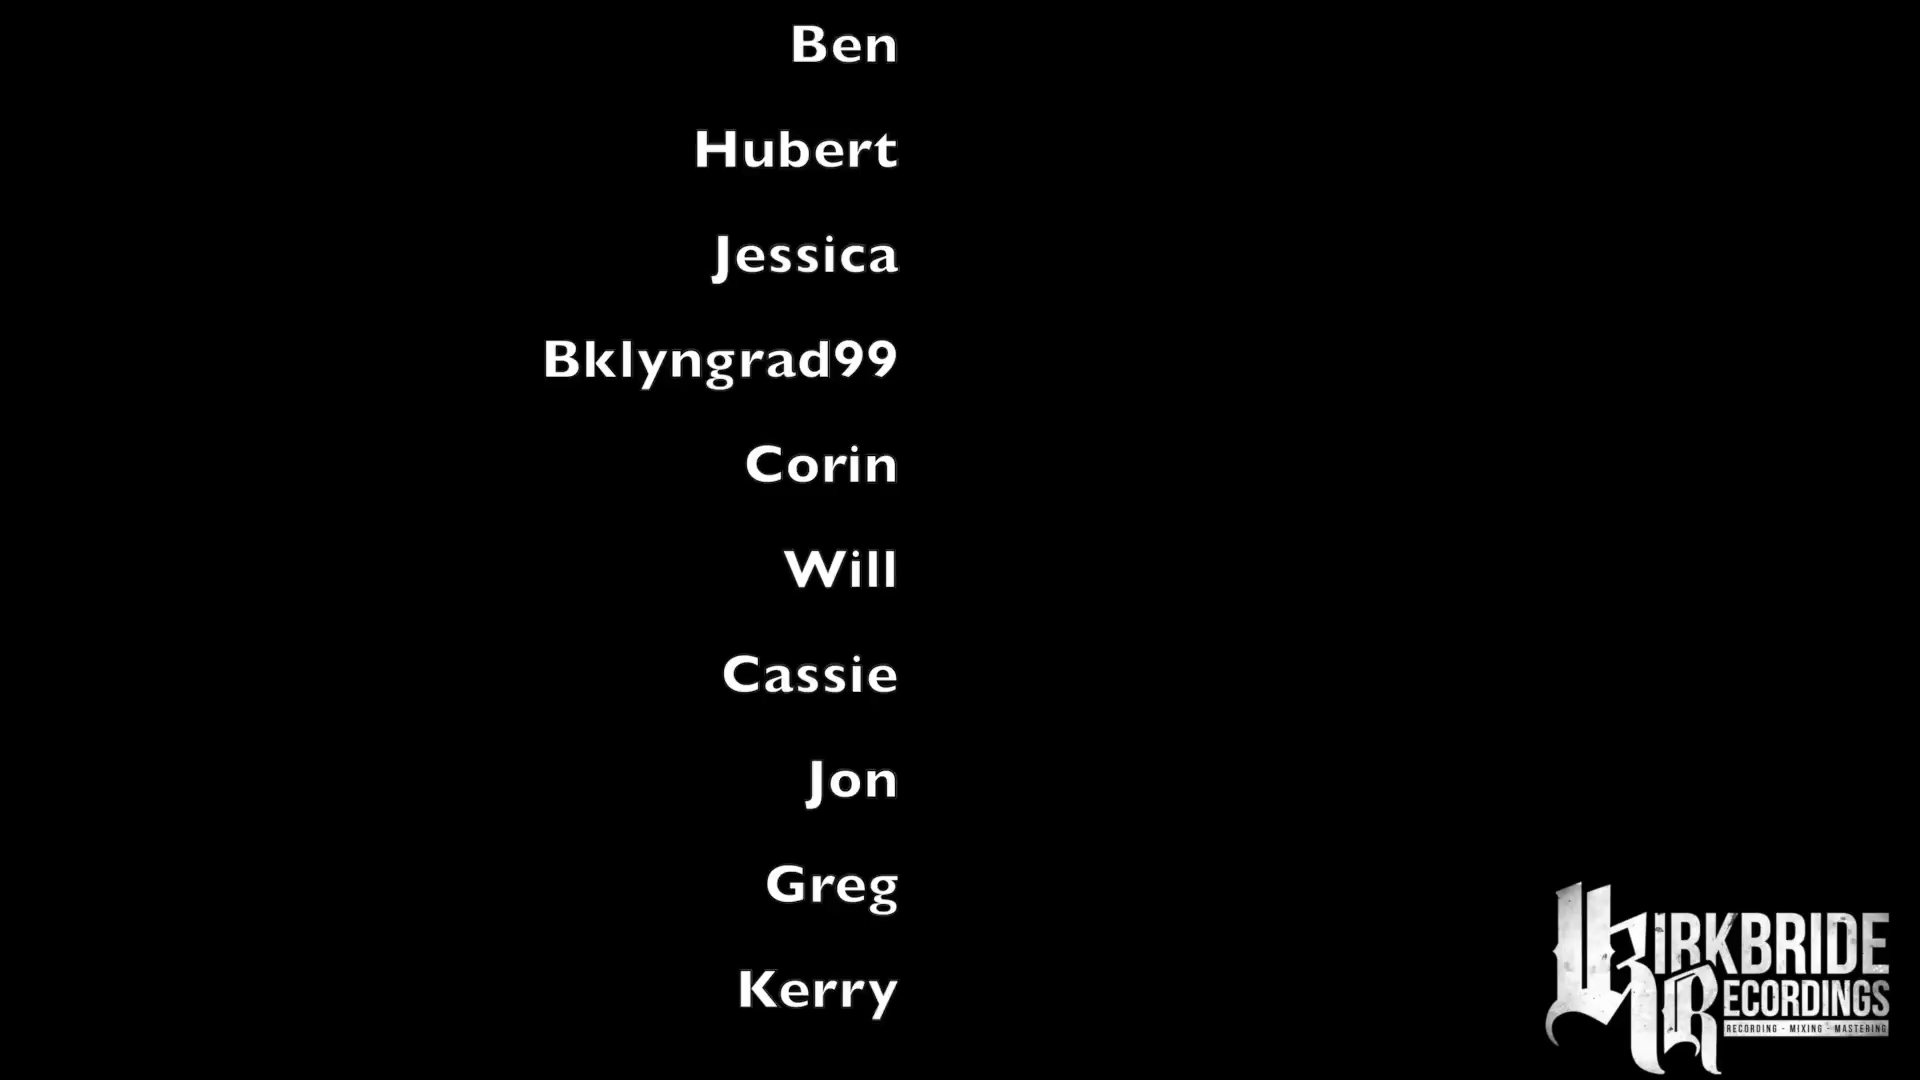 Ben
Hubert
Jessica
Bklyngrad99
Corin
Will
Cassie
Jon
Greg
Kerry
KIRKBRIDE
RECORDINGS
RECORDING - MIXING - MASTERING